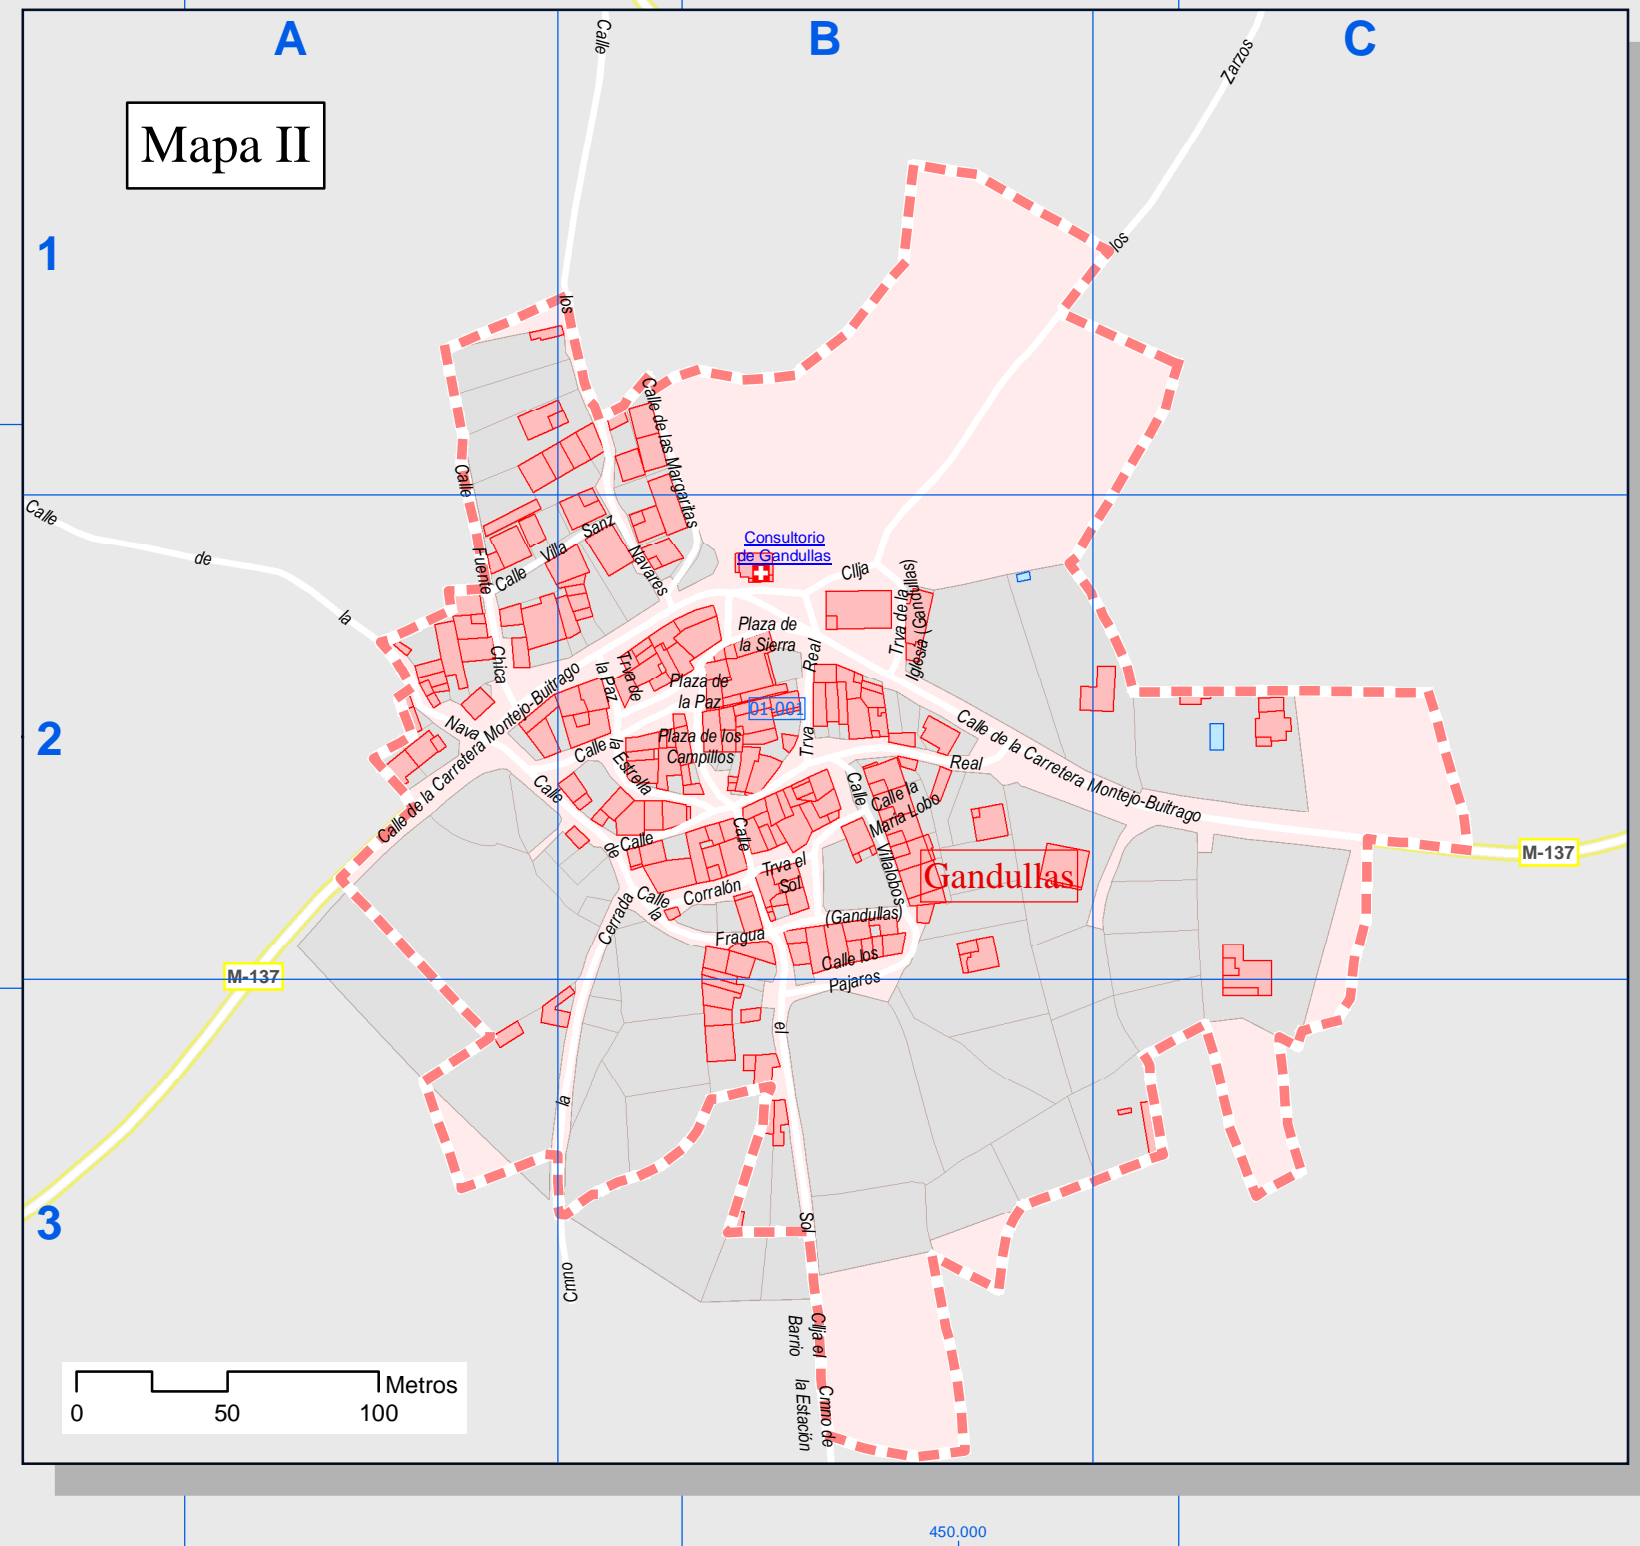 A
B
C
Calle
Zarzos
Mapa II
1
los
los
Calle de las Margaritas
Calle
Calle
Sanz
Villa
Consultorio
de Gandullas
de
Fuente
Calle
Navares
Cllja
Trva de la
Iglesia (Gandullas)
la
Plaza de
la Sierra
Real
Chica
Trva de
la Paz
Plaza de
la Paz
01-001
Calle de la Carretera Montejo-Buitrago
Nava
2
Calle
la Estrella
Plaza de los
Campillos
Trva
Real
Calle de la Carretera Montejo-Buitrago
Calle
Calle
Calle la
Maria Lobo
Calle
Calle
de
Villalobos
M-137
Trva el
Sol
Gandullas
Calle
la
Corralón
Cerrada
(Gandullas)
Fragua
Calle los
Pajares
M-137
el
la
3
Sol
Cmno
Cllja el
Barrio
Cmno de
la Estación
Metros
0
50
100
450.000